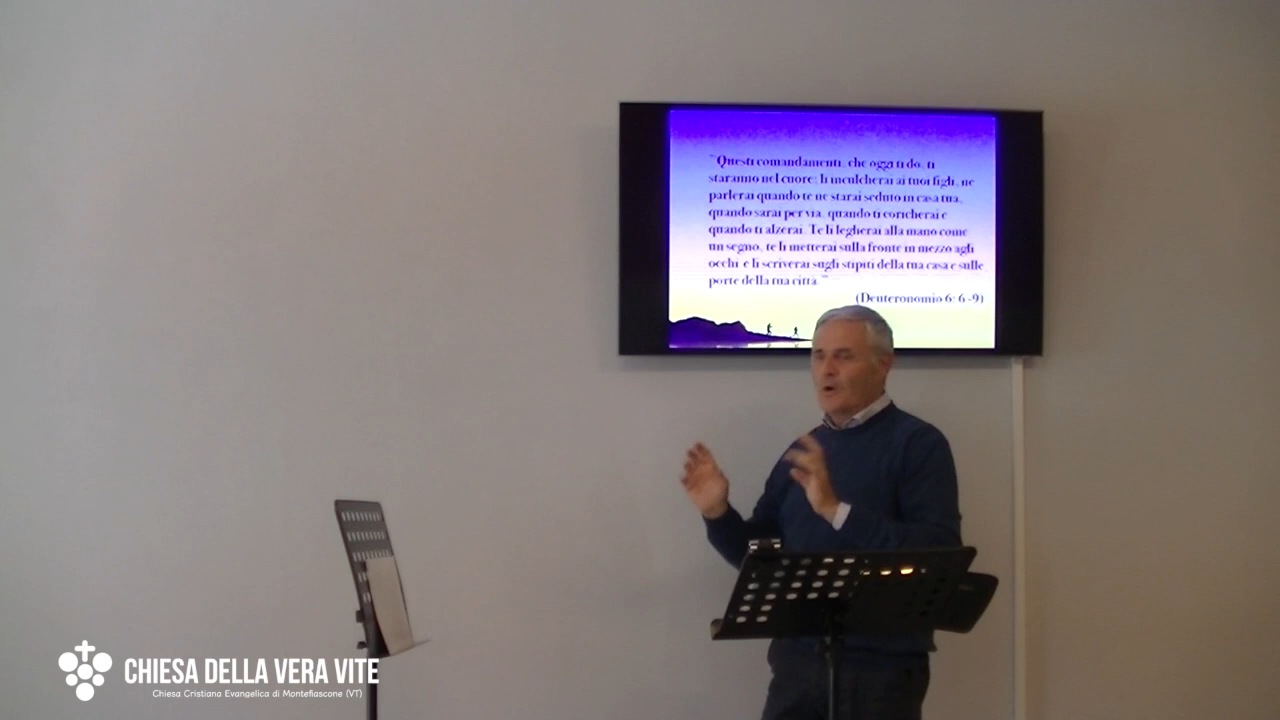 "Questi comandamenti, che oggi ti do, ti
staranno nel cuore; li inculcherai ai tuoi figli, ne
parlerai quando te ne starai seduto in casa tua,
quando sarai per via, quando ti coricherai e
quando ti alzerai. Te li legherai alla mano come
un segno, te li metterai sulla fronte in mezzo agli
occhi e li scriverai sugli stipiti della tua casa e sulle
porte della tua città."
(Deuteronomio 6: 6-9)
CHIESA DELLA VERA VITE
Chiesa Cristiana Evangelica di Montefiascone (VT)